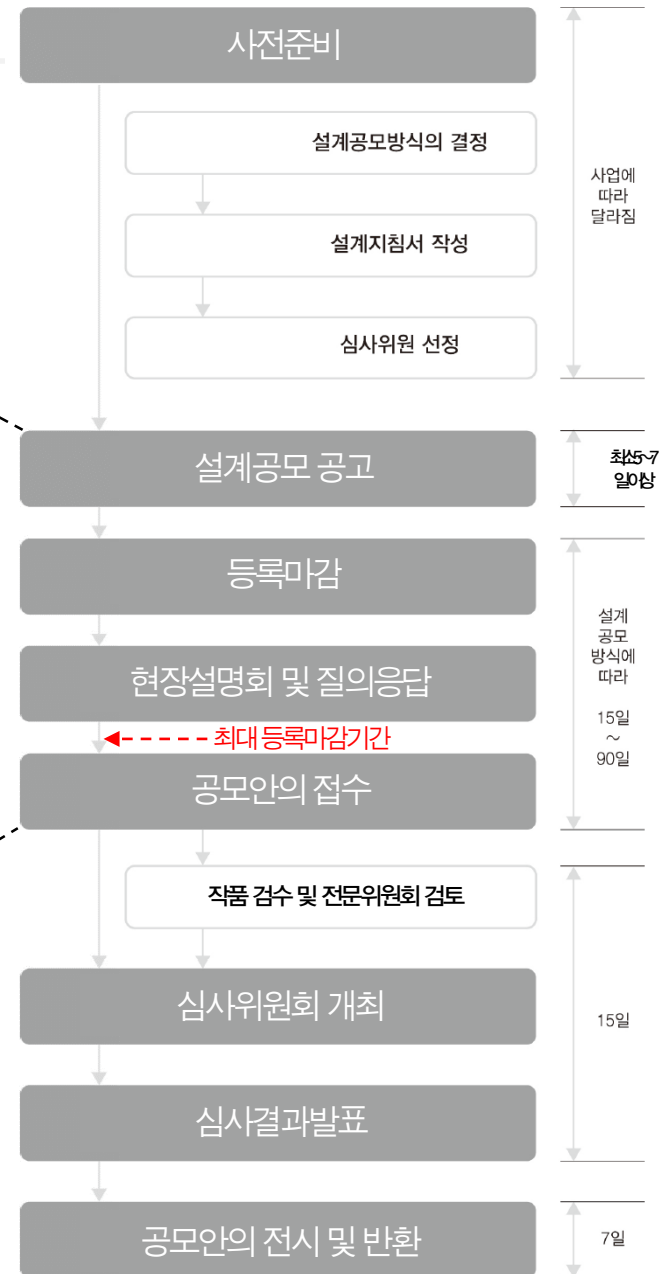 사전준비
설계공모방식의 결정
사업에
따라
달라짐
설계지침서 작성
심사위원 선정
설계공모 공고
최소5~7
일이상
등록마감
설계
공모
방식에
따라
15일
~
90일
현장설명회 및 질의응답
최대 등록마감기간
공모안의 접수
작품 검수 및 전문위원회 검토
심사위원회 개최
15일
심사결과발표
공모안의 전시 및 반환
7일